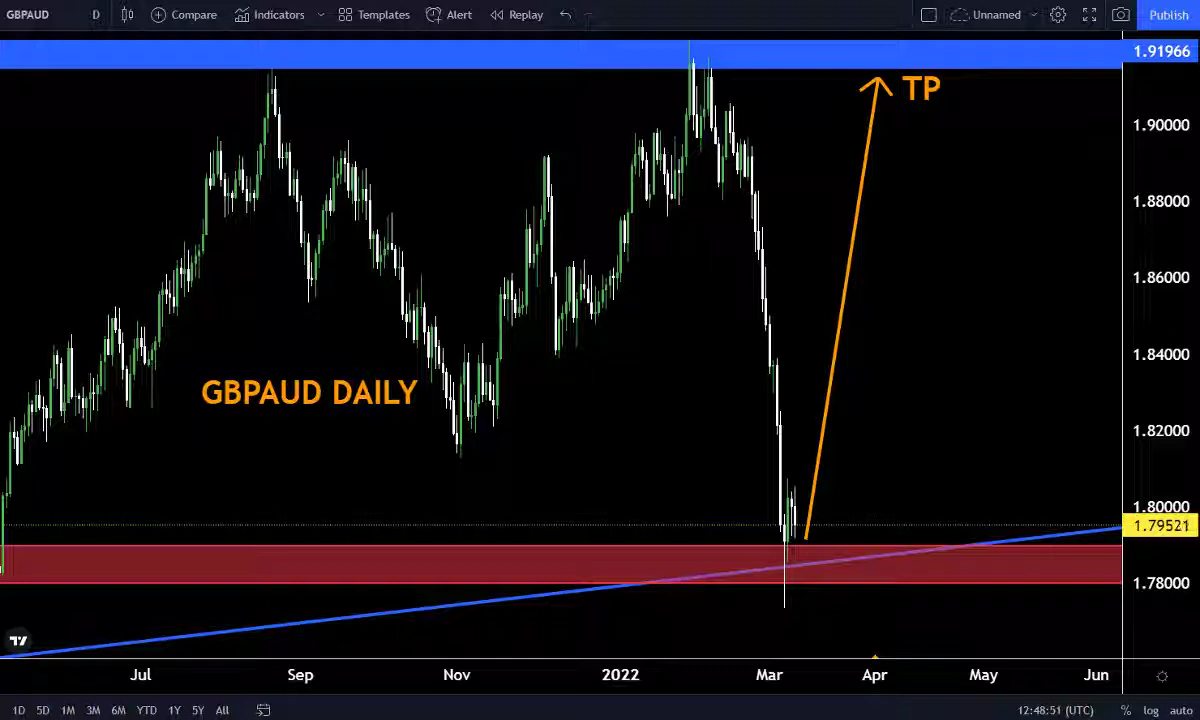 GBPAUD D Compare Indicators Templates Alert Replay Unnamed Publish
1.91966
TP
1.90000
1.88000
1.86000
1.84000
GBPAUD DAILY
1.82000
1.80000
1.79521
1.78000
Jul Sep Nov 2022 Mar Apr May Jun
1D 5D 1M 3M 6M YTD 1Y 5Y All 12:48:51 (UTC) % log auto